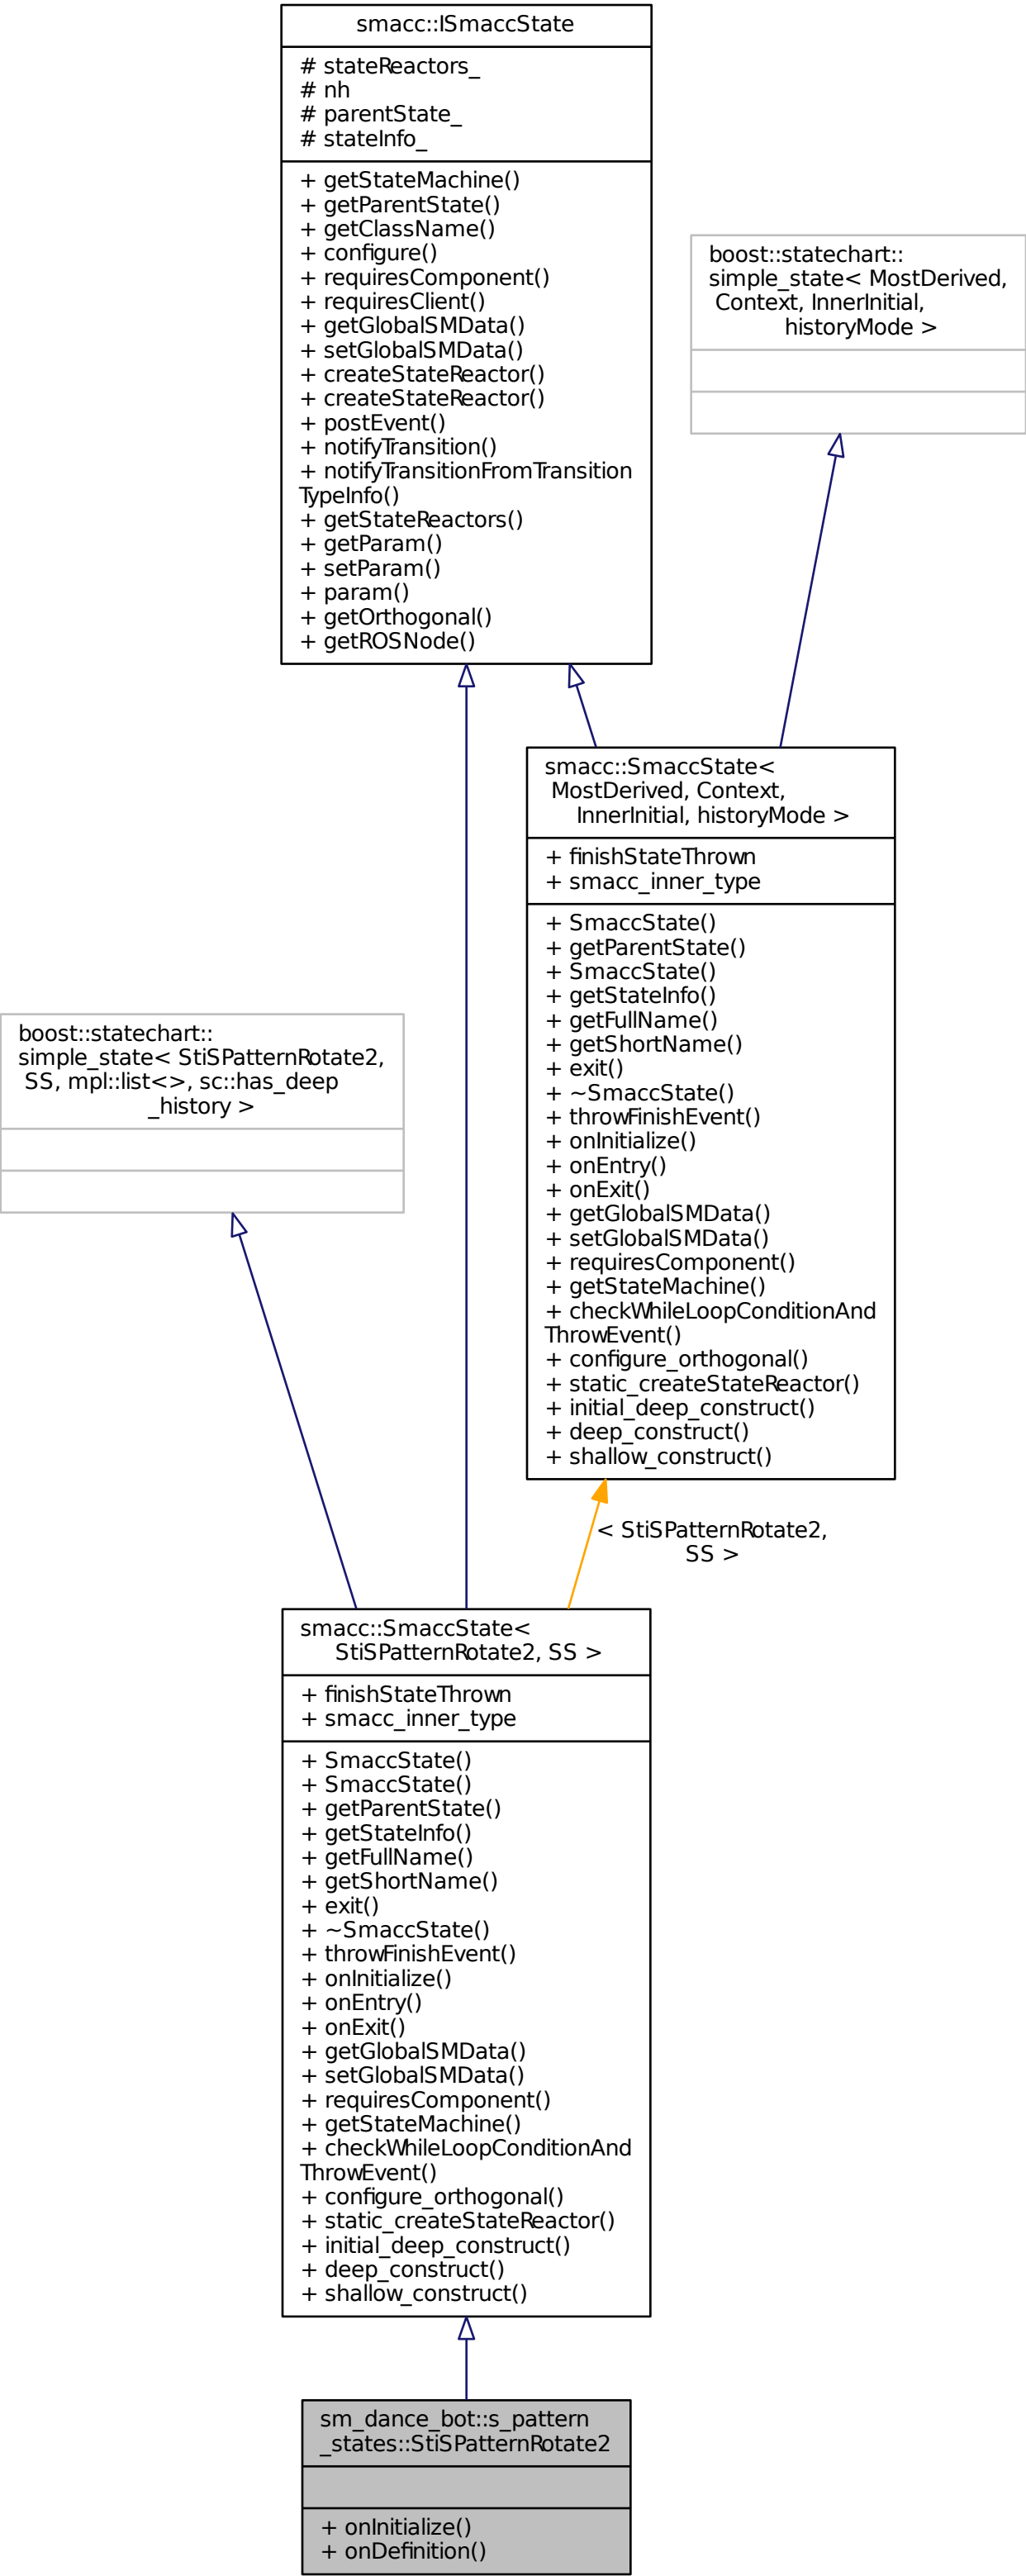 smacc::ISmaccState
# stateReactors_
# nh
# parentState_
# stateInfo_
+ getStateMachine()
+ getParentState()
+ getClassName()
+ configure()
+ requiresComponent()
+ requiresClient()
+ getGlobalSMData()
+ setGlobalSMData()
+ createStateReactor()
+ createStateReactor()
+ postEvent()
+ notifyTransition()
+ notifyTransitionFromTransition
TypeInfo()
+ getStateReactors()
+ getParam()
+ setParam()
+ param()
+ getOrthogonal()
+ getROSNode()
boost::statechart::
simple_state< MostDerived,
Context, InnerInitial,
historyMode >
smacc::SmaccState<
MostDerived, Context,
InnerInitial, historyMode >
+ finishStateThrown
+ smacc_inner_type
+ SmaccState()
+ getParentState()
+ SmaccState()
+ getStateInfo()
+ getFullName()
+ getShortName()
+ exit()
+ ~SmaccState()
+ throwFinishEvent()
+ onInitialize()
+ onEntry()
+ onExit()
+ getGlobalSMData()
+ setGlobalSMData()
+ requiresComponent()
+ getStateMachine()
+ checkWhileLoopConditionAnd
ThrowEvent()
+ configure_orthogonal()
+ static_createStateReactor()
+ initial_deep_construct()
+ deep_construct()
+ shallow_construct()
boost::statechart::
simple_state< StiSPatternRotate2,
SS, mpl::list<>, sc::has_deep
_history >
< StiSPatternRotate2,
SS >
smacc::SmaccState<
StiSPatternRotate2, SS >
+ finishStateThrown
+ smacc_inner_type
+ SmaccState()
+ SmaccState()
+ getParentState()
+ getStateInfo()
+ getFullName()
+ getShortName()
+ exit()
+ ~SmaccState()
+ throwFinishEvent()
+ onInitialize()
+ onEntry()
+ onExit()
+ getGlobalSMData()
+ setGlobalSMData()
+ requiresComponent()
+ getStateMachine()
+ checkWhileLoopConditionAnd
ThrowEvent()
+ configure_orthogonal()
+ static_createStateReactor()
+ initial_deep_construct()
+ deep_construct()
+ shallow_construct()
sm_dance_bot::s_pattern
_states::StiSPatternRotate2
+ onInitialize()
+ onDefinition()